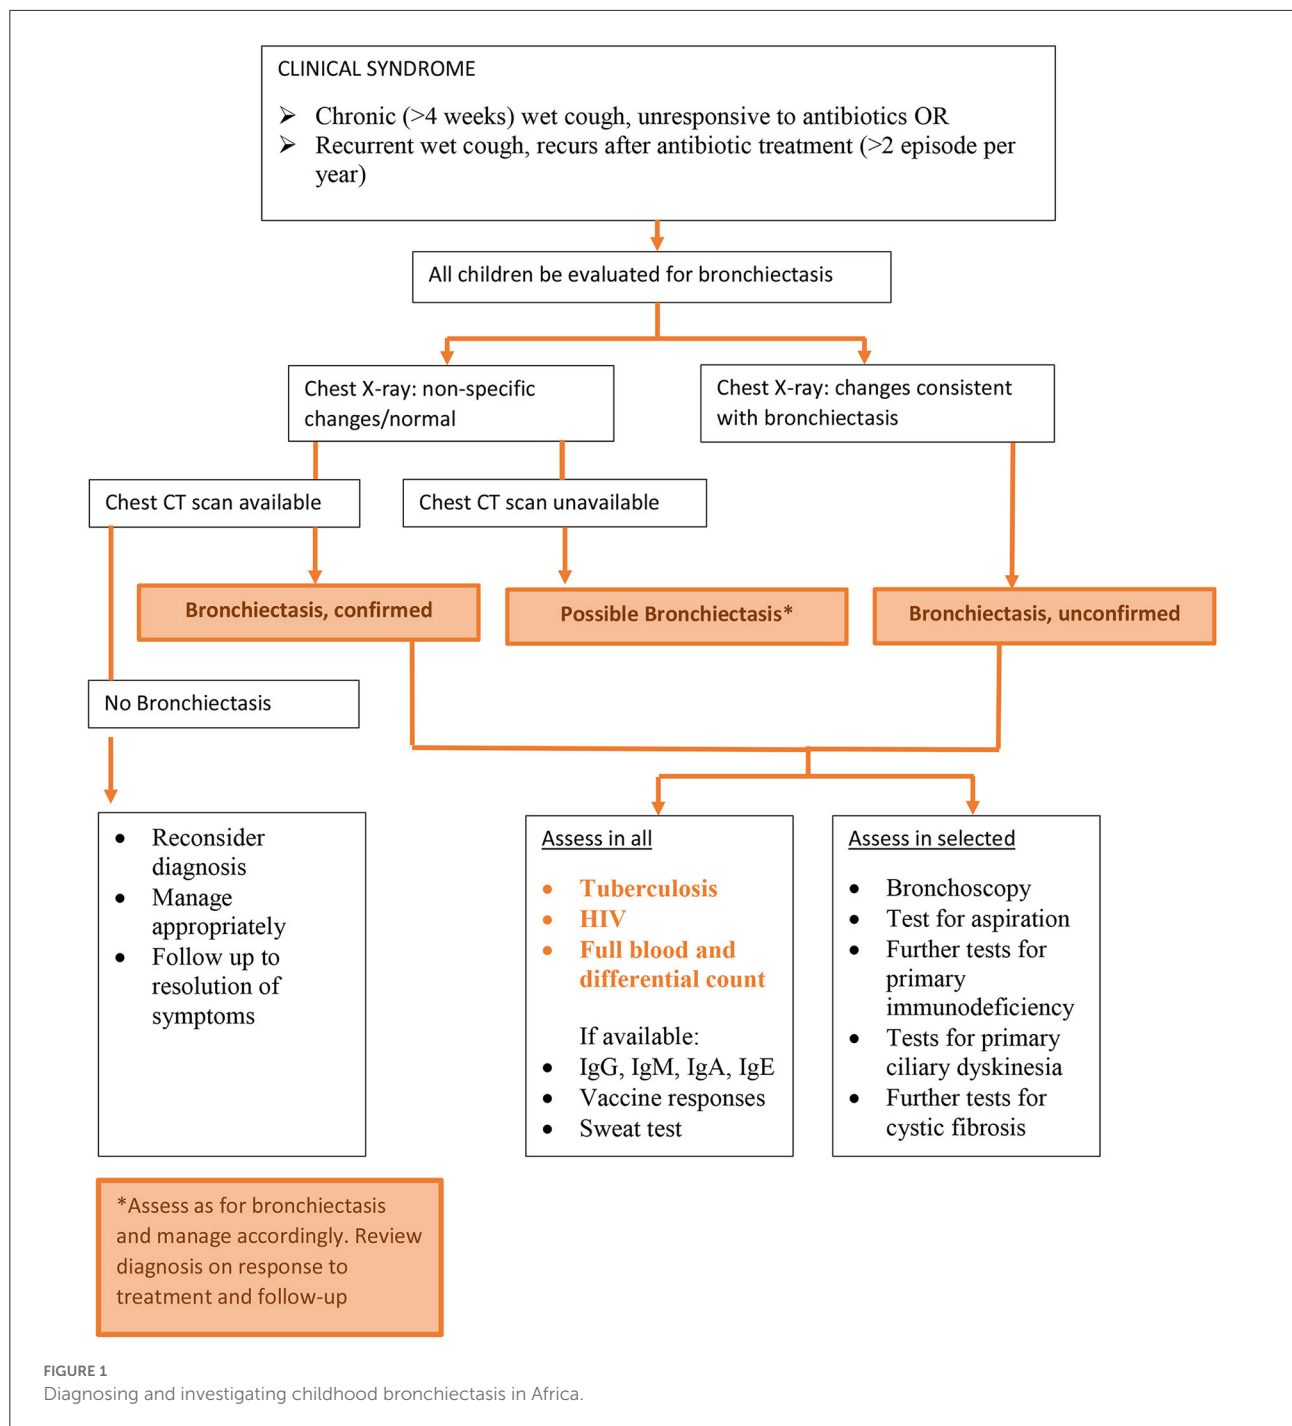 CLINICAL SYNDROME
➤ Chronic (>4 weeks) wet cough, unresponsive to antibiotics OR
➤ Recurrent wet cough, recurs after antibiotic treatment (>2 episode per
year)
All children be evaluated for bronchiectasis
Chest X-ray: non-specific
changes/normal
Chest X-ray: changes consistent
with bronchiectasis
Chest CT scan available
Chest CT scan unavailable
Bronchiectasis, confirmed
Possible Bronchiectasis*
Bronchiectasis, unconfirmed
No Bronchiectasis
• Reconsider
diagnosis
• Manage
appropriately
• Follow up to
resolution of
symptoms
Assess in all
• Tuberculosis
• HIV
• Full blood and
differential count
If available:
• IgG, IgM, IgA, IgE
• Vaccine responses
• Sweat test
Assess in selected
• Bronchoscopy
• Test for aspiration
• Further tests for
primary
immunodeficiency
• Tests for primary
ciliary dyskinesia
• Further tests for
cystic fibrosis
*Assess as for bronchiectasis
and manage accordingly. Review
diagnosis on response to
treatment and follow-up
FIGURE 1
Diagnosing and investigating childhood bronchiectasis in Africa.